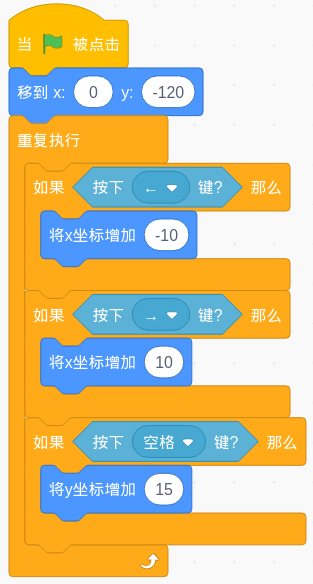 当 被点击
移到 x: 0 y: -120
重复执行
如果 按下 ← 键? 那么
将x坐标增加 -10
如果 按下 → 键? 那么
将x坐标增加 10
如果 按下 空格 键? 那么
将y坐标增加 15